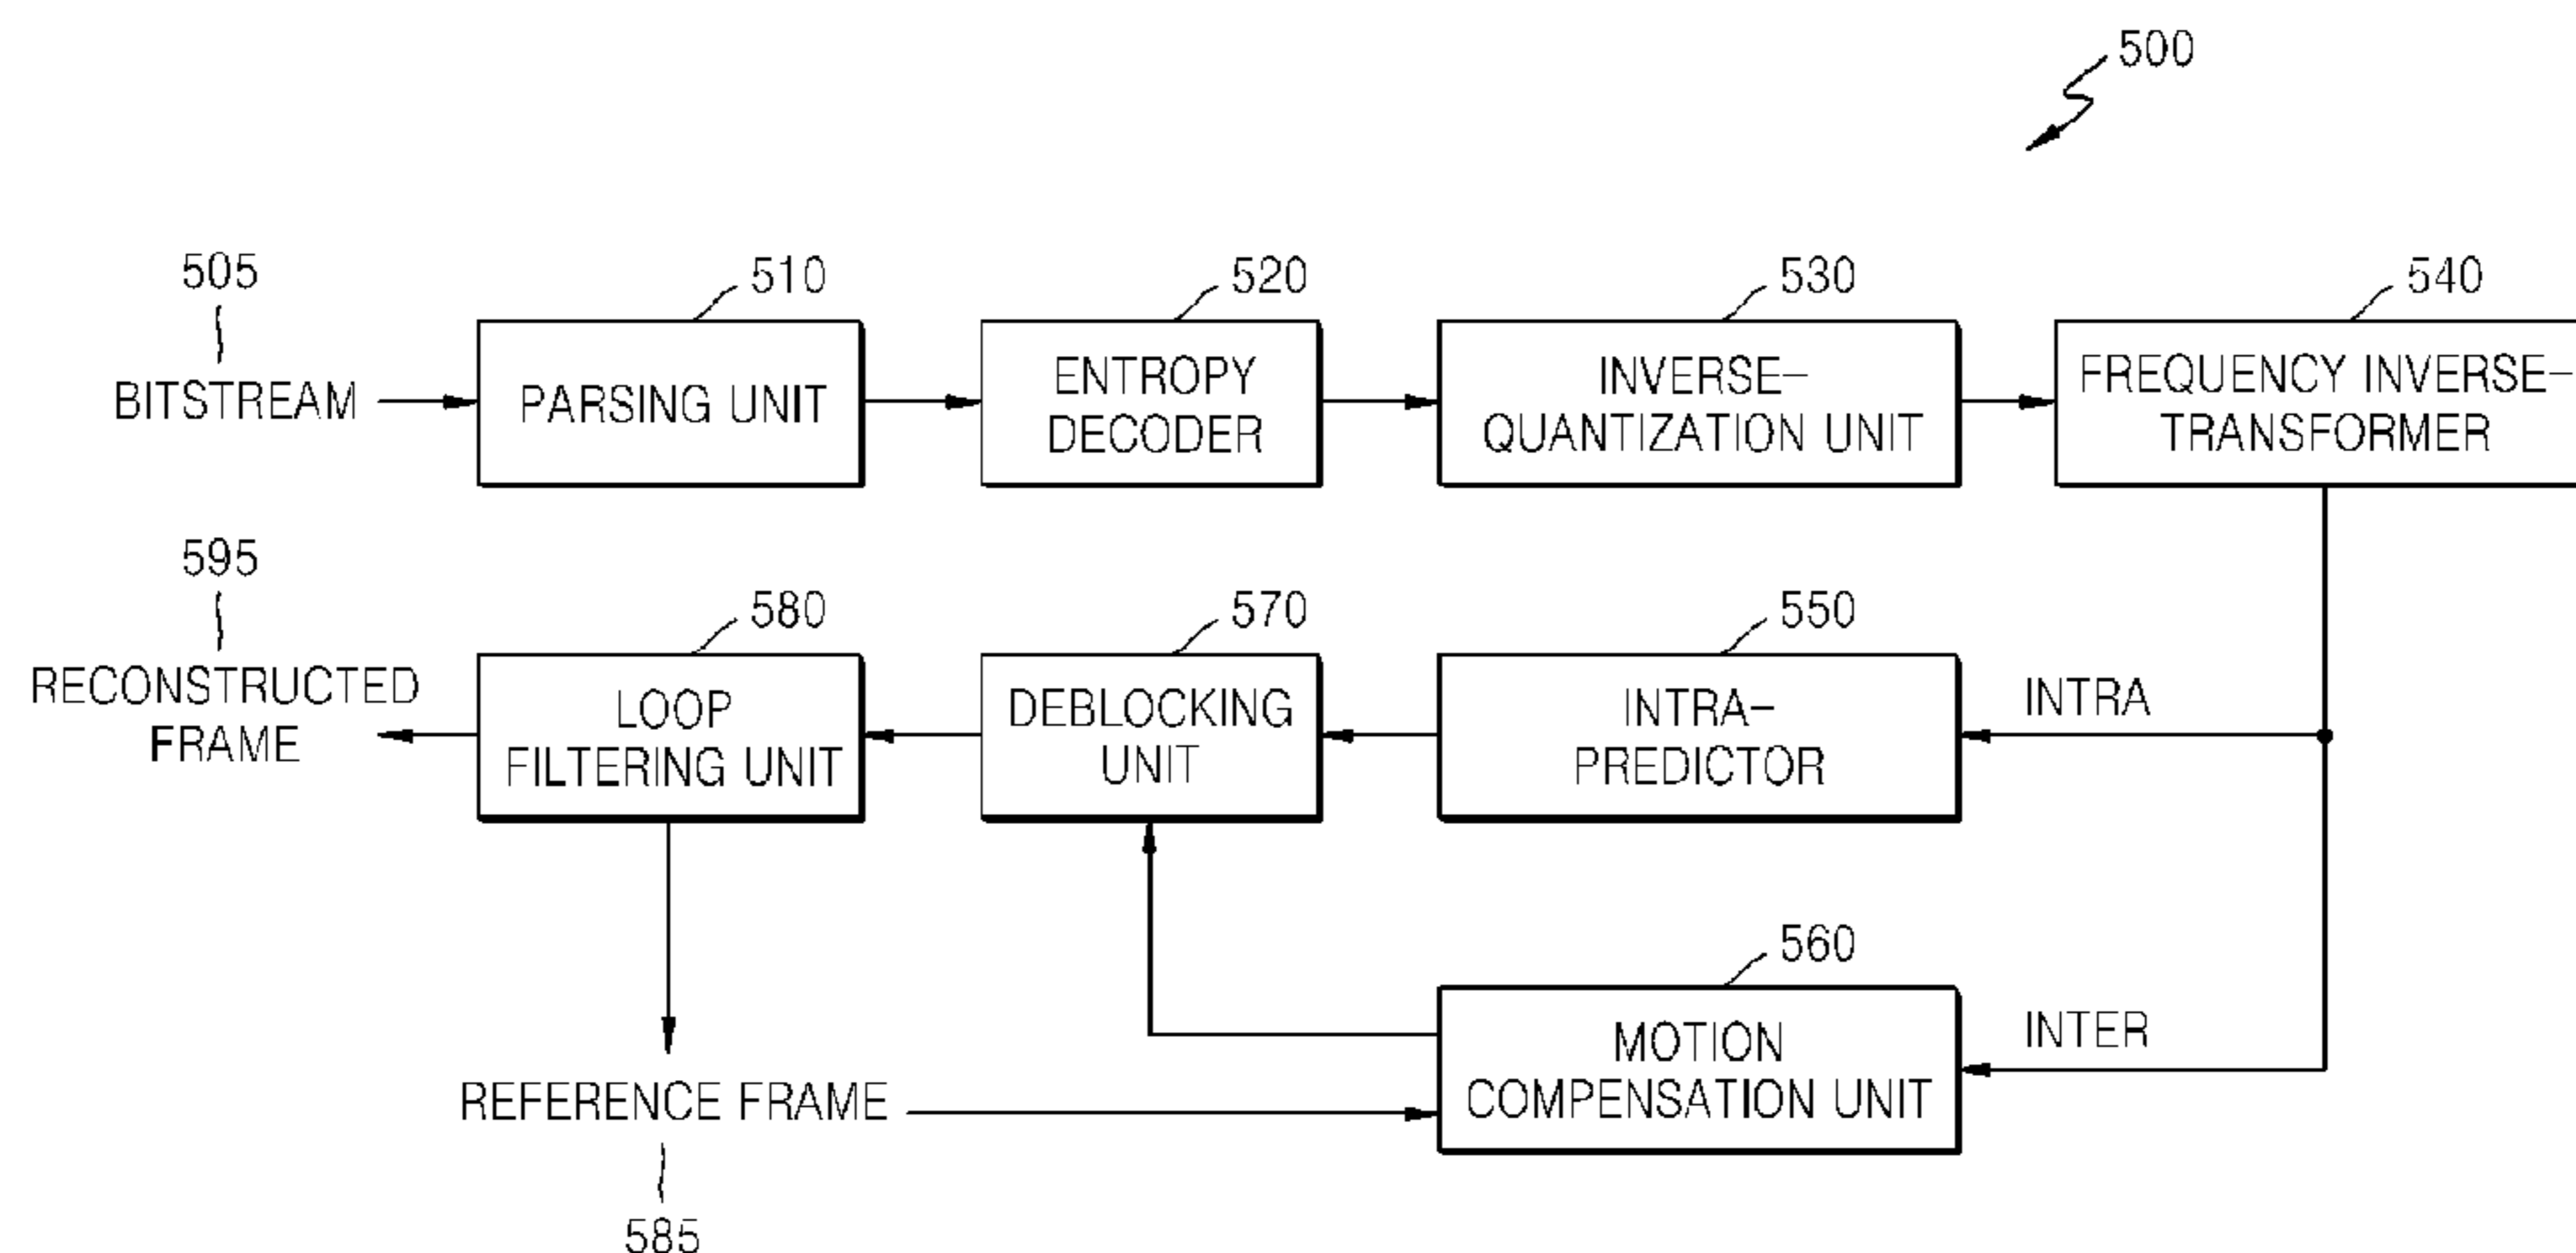 500
505
510
520
530
540
BITSTREAM
PARSING UNIT
ENTROPY
DECODER
INVERSE-
QUANTIZATION UNIT
FREQUENCY INVERSE-
TRANSFORMER
595
580
570
550
RECONSTRUCTED
FRAME
LOOP
FILTERING UNIT
DEBLOCKING
UNIT
INTRA-
PREDICTOR
INTRA
560
MOTION
COMPENSATION UNIT
INTER
REFERENCE FRAME
585